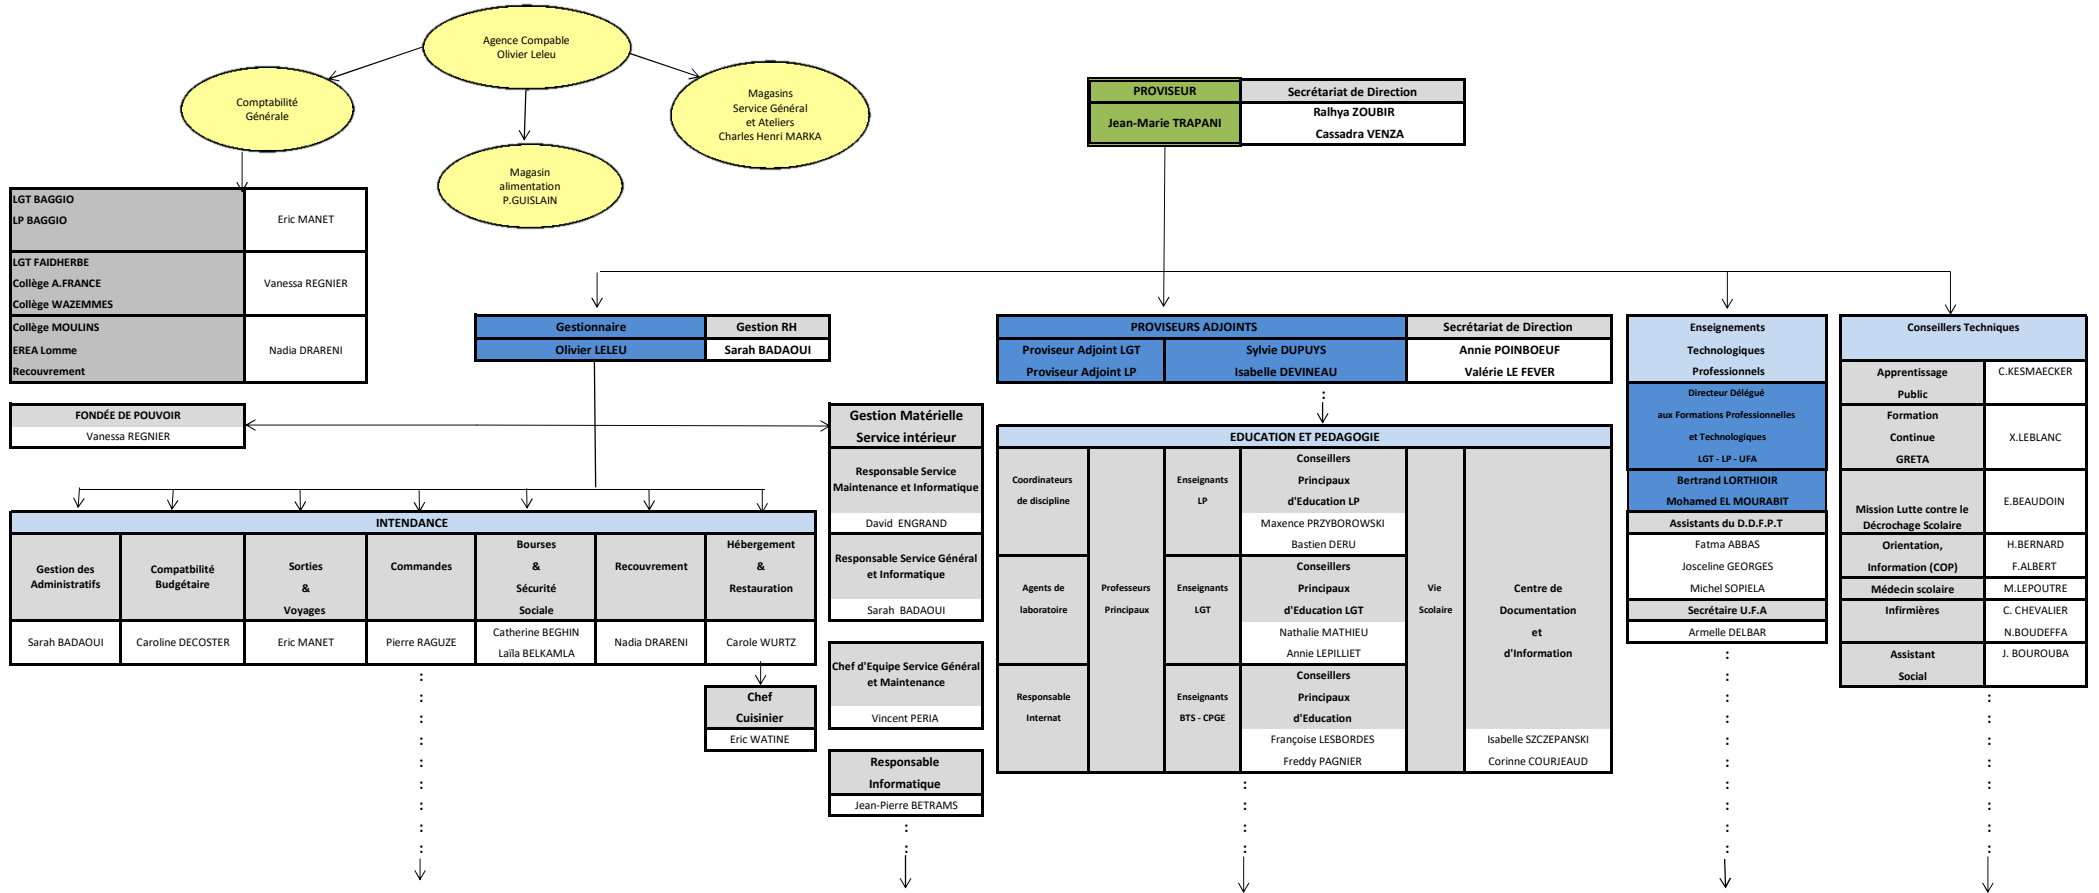 Agence Compable
Olivier Leleu
Comptabilité
Générale
Magasins
Service Général
et Ateliers
Charles Henri MARKA
Magasin
alimentation
P.GUISLAIN
PROVISEUR
Secrétariat de Direction
Jean-Marie TRAPANI
Ralhya ZOUBIR
Cassadra VENZA
LGT BAGGIO
LP BAGGIO
Eric MANET
LGT FAIDHERBE
Collège A.FRANCE
Collège WAZEMMES
Vanessa REGNIER
Collège MOULINS
EREA Lomme
Recouvrement
Nadia DRARENI
FONDÉE DE POUVOIR
Vanessa REGNIER
Gestionnaire
Gestion RH
Olivier LELEU
Sarah BADAOUI
PROVISEURS ADJOINTS
Secrétariat de Direction
Proviseur Adjoint LGT
Sylvie DUPUYS
Annie POINBOEUF
Proviseur Adjoint LP
Isabelle DEVINEAU
Valérie LE FEVER
INTENDANCE
Gestion des
Administratifs
Compatbilité
Budgétaire
Sorties
&
Voyages
Commandes
Bourses
&
Sécurité
Sociale
Recouvrement
Hébergement
&
Restauration
Sarah BADAOUI
Caroline DECOSTER
Eric MANET
Pierre RAGUZE
Catherine BEGHIN
Laïla BELKAMLA
Nadia DRARENI
Carole WURTZ
Chef
Cuisinier
Eric WATINE
Gestion Matérielle
Service intérieur
Responsable Service
Maintenance et Informatique
David ENGRAND
Responsable Service Général
et Informatique
Sarah BADAOUI
Chef d'Equipe Service Général
et Maintenance
Vincent PERIA
Responsable
Informatique
Jean-Pierre BETRAMS
EDUCATION ET PEDAGOGIE
Coordinateurs
de discipline
Agents de
laboratoire
Responsable
Internat
Professeurs
Principaux
Enseignants
LP
Enseignants
LGT
Enseignants
BTS - CPGE
Conseillers
Principaux
d'Education LP
Maxence PRZYBOROWSKI
Bastien DERU
Conseillers
Principaux
d'Education LGT
Nathalie MATHIEU
Annie LEPILLIET
Conseillers
Principaux
d'Education
Françoise LESBORDES
Freddy PAGNIER
Vie
Scolaire
Centre de
Documentation
et
d'Information
Isabelle SZCZEPANSKI
Corinne COURJEAUD
Enseignements
Technologiques
Professionnels
Directeur Délégué
aux Formations Professionnelles
et Technologiques
LGT - LP - UFA
Bertrand LORTHIOIR
Mohamed EL MOURABIT
Assistants du D.D.F.P.T
Fatma ABBAS
Josceline GEORGES
Michel SOPIELA
Secrétaire U.F.A
Armelle DELBAR
Conseillers Techniques
Apprentissage
Public
C.KESMAECKER
Formation
Continue
GRETA
X.LEBLANC
Mission Lutte contre le
Décrochage Scolaire
E.BEAUDOIN
Orientation,
Information (COP)
H.BERNARD
F.ALBERT
Médecin scolaire
M.LEPOUTRE
Infirmières
C. CHEVALIER
N.BOUDEFFA
Assistant
Social
J. BOUROUBA